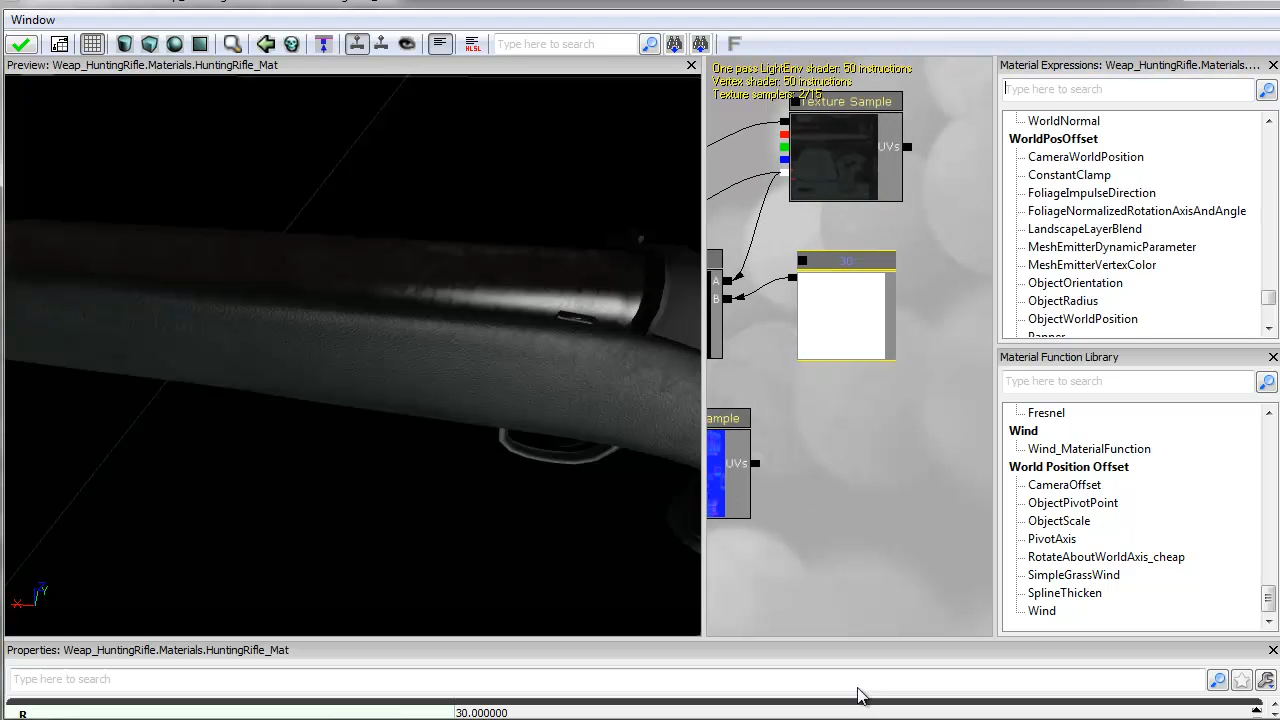 Window
Type here to search
HLSL
F
Preview: Weap_HuntingRifle.Materials.HuntingRifle_Mat
One pass LightEnv shader: 50 instructions
Vertex shader: 50 instructions
Texture samplers: 2/15
Texture Sample
UVs
30
A
B
ample
UVs
X
Y
Material Expressions: Weap_HuntingRifle.Materials....
Type here to search
WorldNormal
WorldPosOffset
CameraWorldPosition
ConstantClamp
FoliageImpulseDirection
FoliageNormalizedRotationAxisAndAngle
LandscapeLayerBlend
MeshEmitterDynamicParameter
MeshEmitterVertexColor
ObjectOrientation
ObjectRadius
ObjectWorldPosition
Panner
Material Function Library
Type here to search
Fresnel
Wind
Wind_MaterialFunction
World Position Offset
CameraOffset
ObjectPivotPoint
ObjectScale
PivotAxis
RotateAboutWorldAxis_cheap
SimpleGrassWind
SplineThicken
Wind
Properties: Weap_HuntingRifle.Materials.HuntingRifle_Mat
Type here to search
R
30.000000